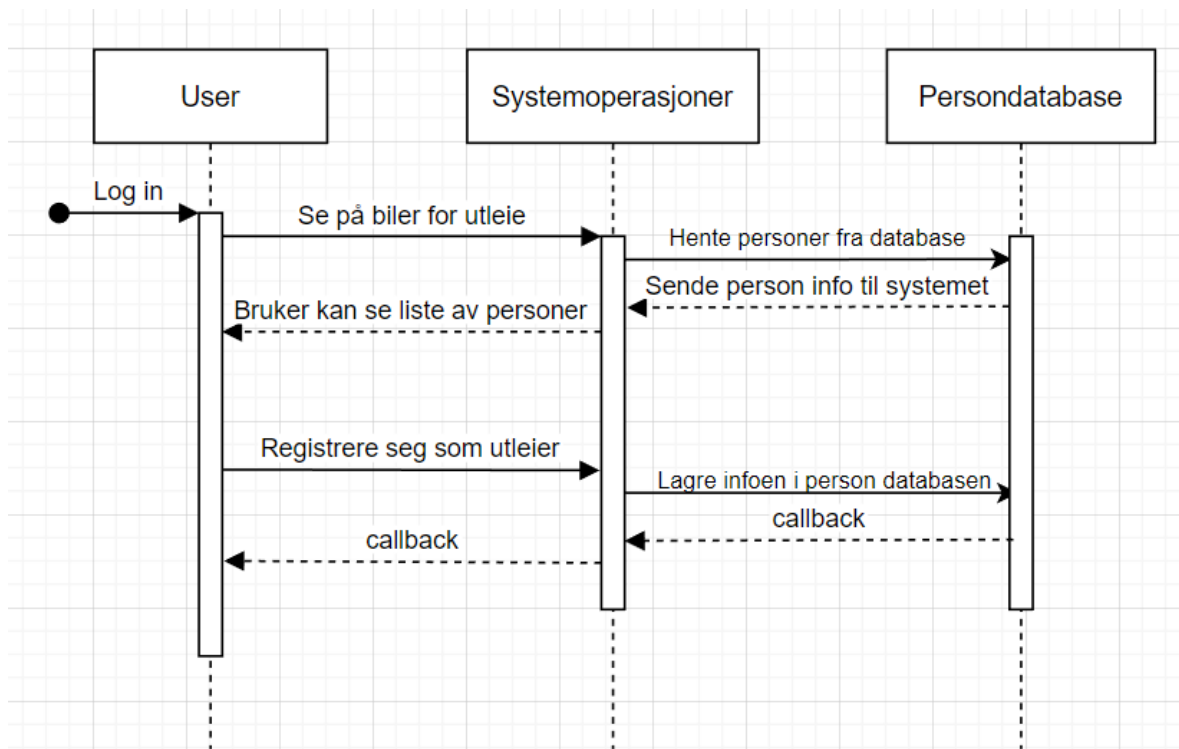 User
Systemoperasjoner
Persondatabase
Log in
Se på biler for utleie
Hente personer fra database
Sende person info til systemet
Bruker kan se liste av personer
Registrere seg som utleier
Lagre infoen i person databasen
callback
callback